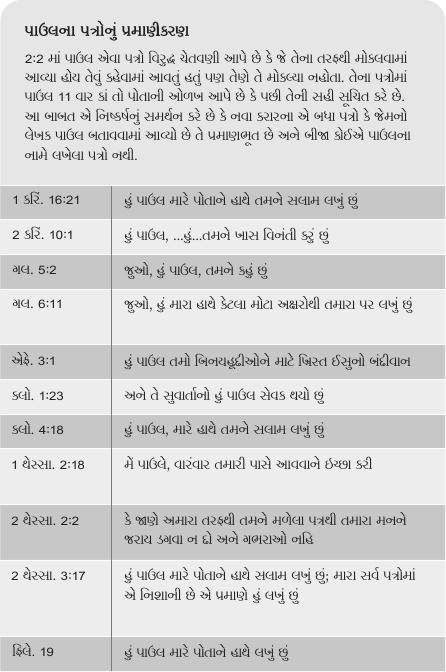 પાઉલના પત્રોનું પ્રમાણીકરણ
2:2 માં પાઉલ એવા પત્રો વિરુદ્ધ ચેતવણી આપે છે કે જે તેના તરફથી મોકલવામાં
આવ્યા હોય તેવું કહેવામાં આવતું હતું પણ તેણે તે મોકલ્યા નહોતા. તેના પત્રોમાં
પાઉલ 11 વાર કાં તો પોતાની ઓળખ આપે છે કે પછી તેની સહી સૂચિત કરે છે.
આ બાબત એ નિષ્કર્ષનું સમર્થન કરે છે કે નવા કરારના એ બધા પત્રો કે જેમનો
લેખક પાઉલ બતાવવામાં આવ્યો છે તે પ્રમાણભૂત છે અને બીજા કોઈએ પાઉલના
નામે લખેલા પત્રો નથી.
1 કરિં. 16:21 હું પાઉલ મારે પોતાને હાથે તમને સલામ લખું છું
2 કરિં. 10:1 હું પાઉલ, ...હું...તમને ખાસ વિનંતી કરું છું
ગલ. 5:2 જુઓ, હું પાઉલ, તમને કહું છું
ગલ. 6:11 જુઓ, હું મારા હાથે કેટલા મોટા અક્ષરોથી તમારા પર લખું છું
એફે. 3:1 હું પાઉલ તમો બિનયહૂદીઓને માટે ખ્રિસ્ત ઈસુનો બંદીવાન
કલો. 1:23 અને તે સુવાર્તાનો હું પાઉલ સેવક થયો છું
કલો. 4:18 હું પાઉલ, મારે હાથે તમને સલામ લખું છું
1 થેસ્સા. 2:18 મેં પાઉલે, વારંવાર તમારી પાસે આવવાને ઈચ્છા કરી
2 થેસ્સા. 2:2 કે જાણે અમારા તરફથી તમને મળેલા પત્રથી તમારા મનને
જરાય ડગવા ન દો અને ગભરાઓ નહિ
2 થેસ્સા. 3:17 હું પાઉલ મારે પોતાને હાથે સલામ લખું છું; મારા સર્વ પત્રોમાં
એ નિશાની છે એ પ્રમાણે હું લખું છું
ફિલે. 19 હું પાઉલ મારે પોતાને હાથે લખું છું